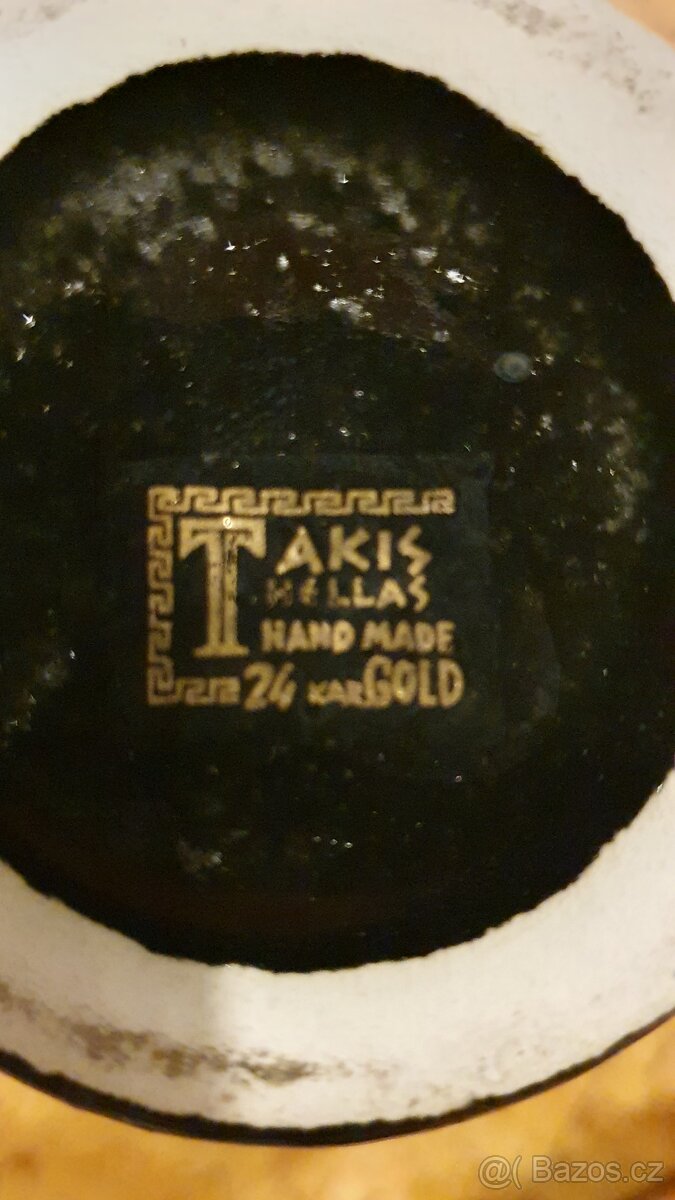 TAKIS
HELLAS
HAND MADE
24 KAR GOLD
@( Bazos.cz